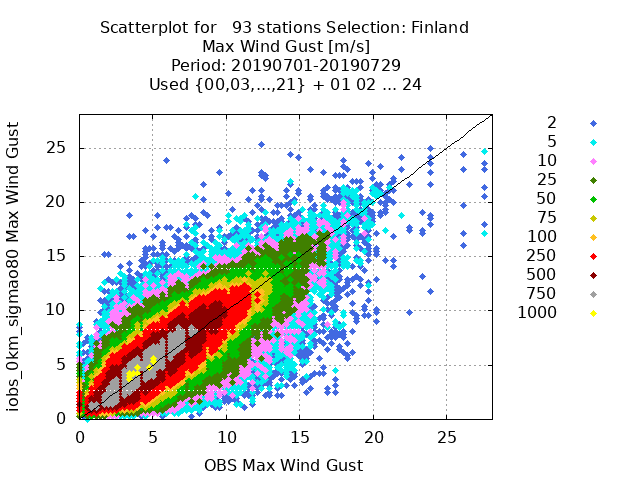 Scatterplot for 93 stations Selection: Finland
Max Wind Gust [m/s]
Period: 20190701-20190729
Used {00,03,...,21} + 01 02 ... 24
iobs_0km_sigmao80 Max Wind Gust
25
20
15
10
5
0
0 5 10 15 20 25
OBS Max Wind Gust
2
5
10
25
50
75
100
250
500
750
1000